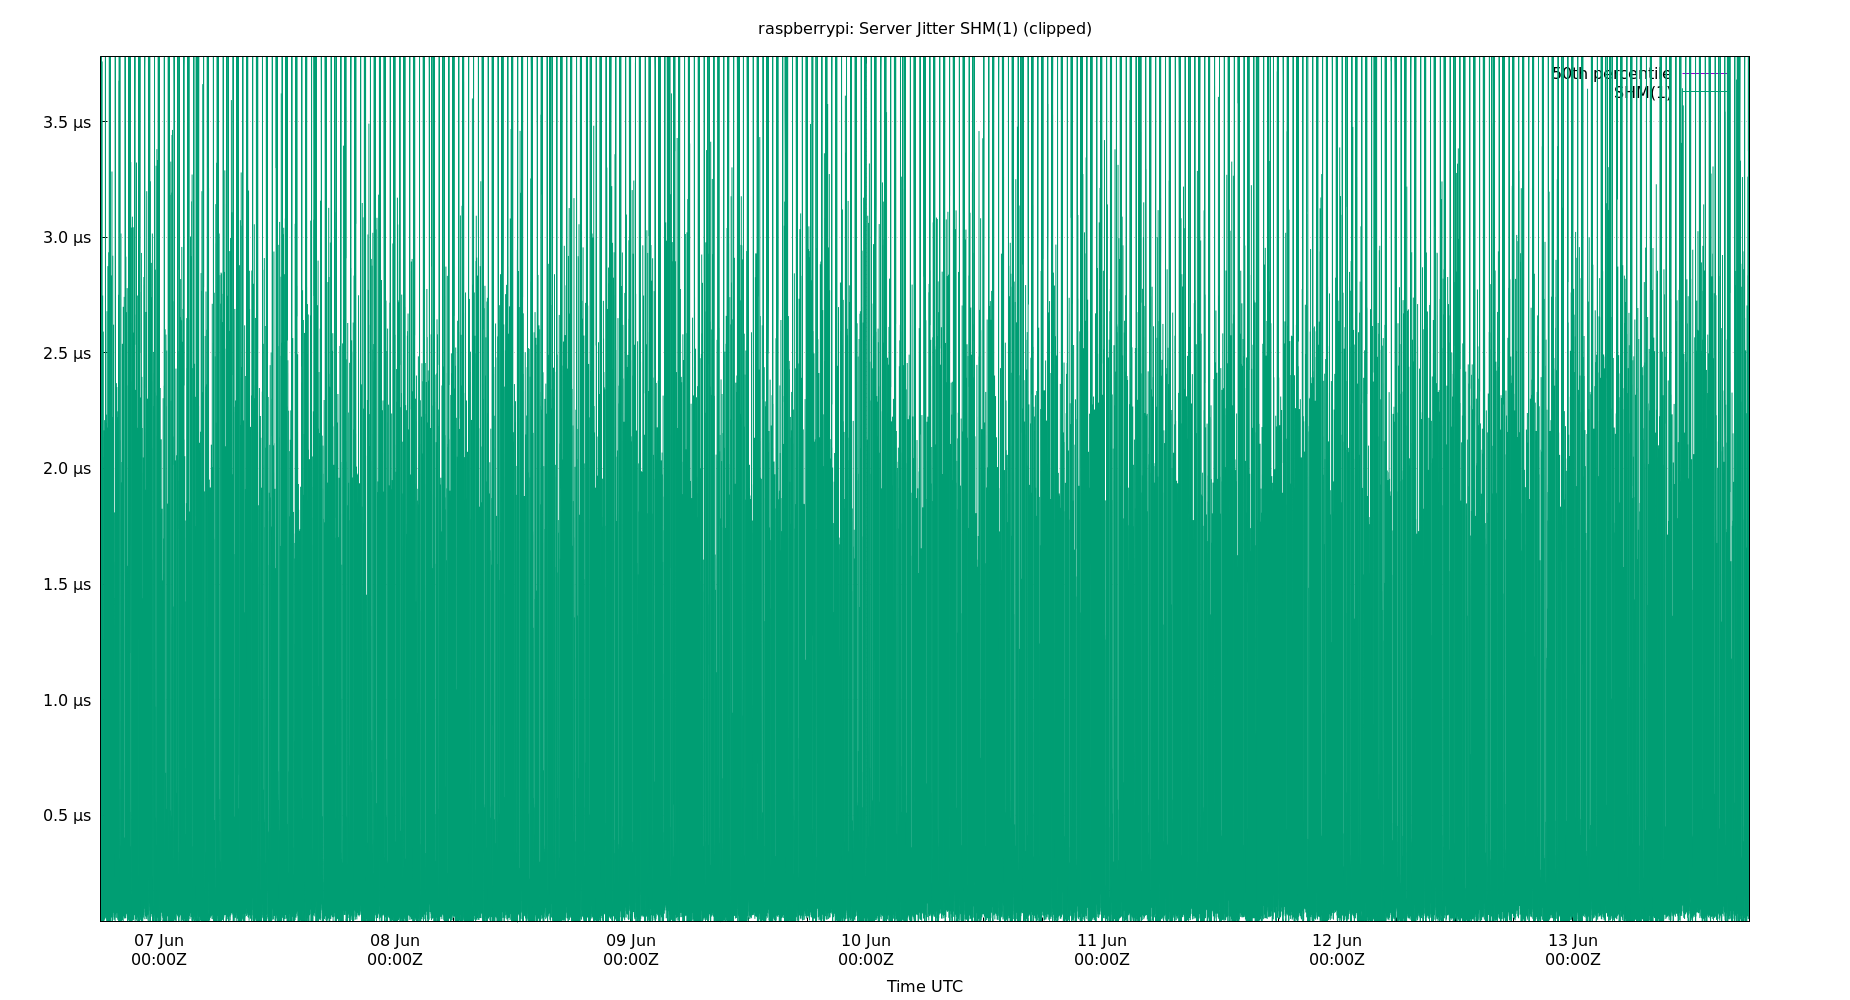 raspberrypi: Server Jitter SHM(1) (clipped)
50th percentile
SHM(1)
3.5 µs
3.0 µs
2.5 µs
2.0 µs
1.5 µs
1.0 µs
0.5 µs
07 Jun 08 Jun 09 Jun 10 Jun 11 Jun 12 Jun 13 Jun
00:00Z 00:00Z 00:00Z 00:00Z 00:00Z 00:00Z 00:00Z
Time UTC